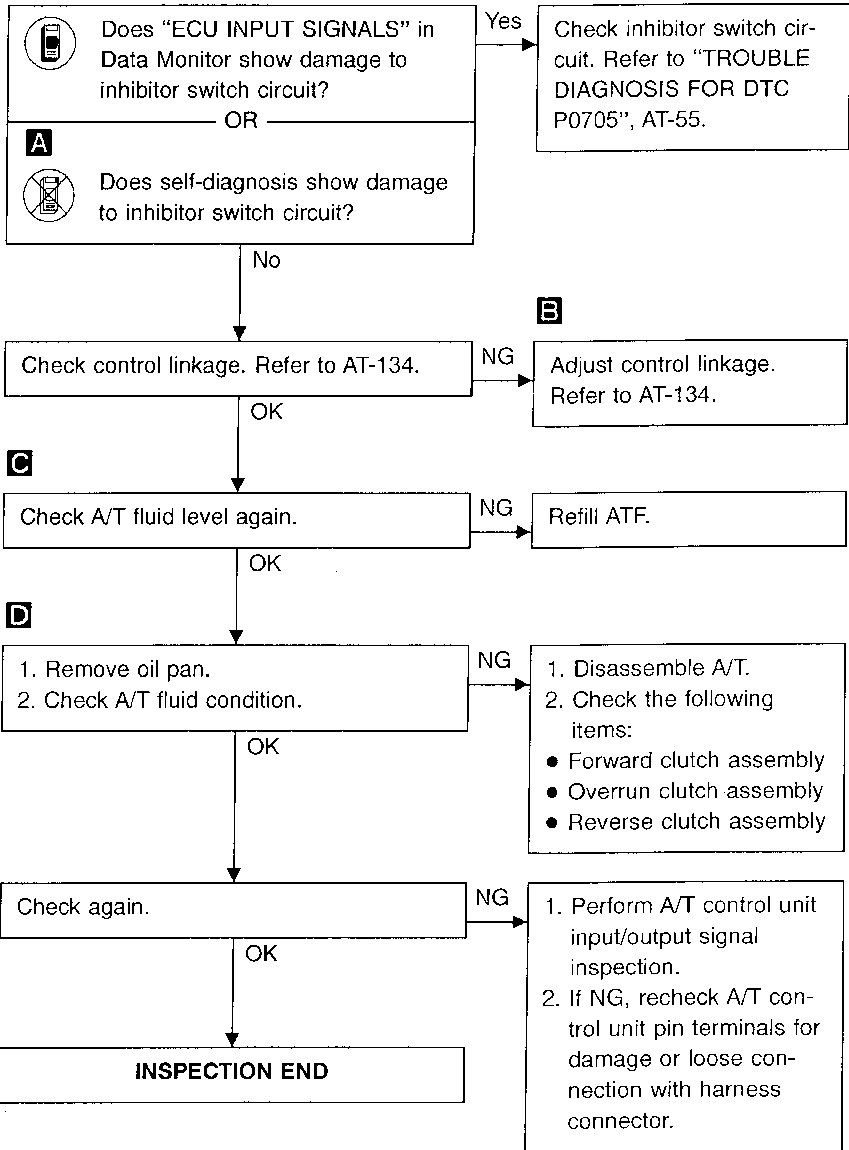 Does “ECU INPUT SIGNALS” in
Data Monitor show damage to
inhibitor switch circuit?
OR
A
Does self-diagnosis show damage
to inhibitor switch circuit?
Yes
Check inhibitor switch cir-
cuit. Refer to “TROUBLE
DIAGNOSIS FOR DTC
P0705”, AT-55.
No
Check control linkage. Refer to AT-134.
NG
B
Adjust control linkage.
Refer to AT-134.
OK
C
Check A/T fluid level again.
NG
Refill ATF.
OK
D
1. Remove oil pan.
2. Check A/T fluid condition.
NG
1. Disassemble A/T.
2. Check the following
items:
● Forward clutch assembly
● Overrun clutch assembly
● Reverse clutch assembly
OK
Check again.
NG
1. Perform A/T control unit
input/output signal
inspection.
2. If NG, recheck A/T con-
trol unit pin terminals for
damage or loose con-
nection with harness
connector.
OK
INSPECTION END